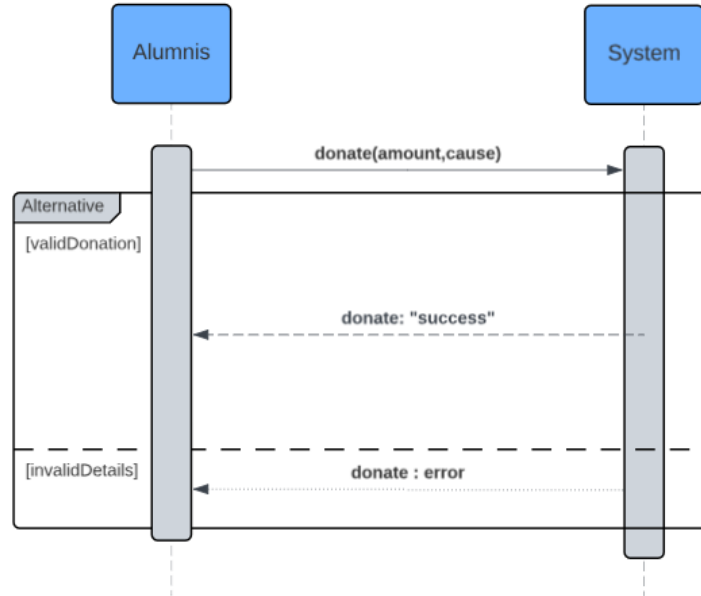 Alumnis
System
donate(amount,cause)
Alternative
[validDonation]
donate: "success"
[invalidDetails]
donate : error